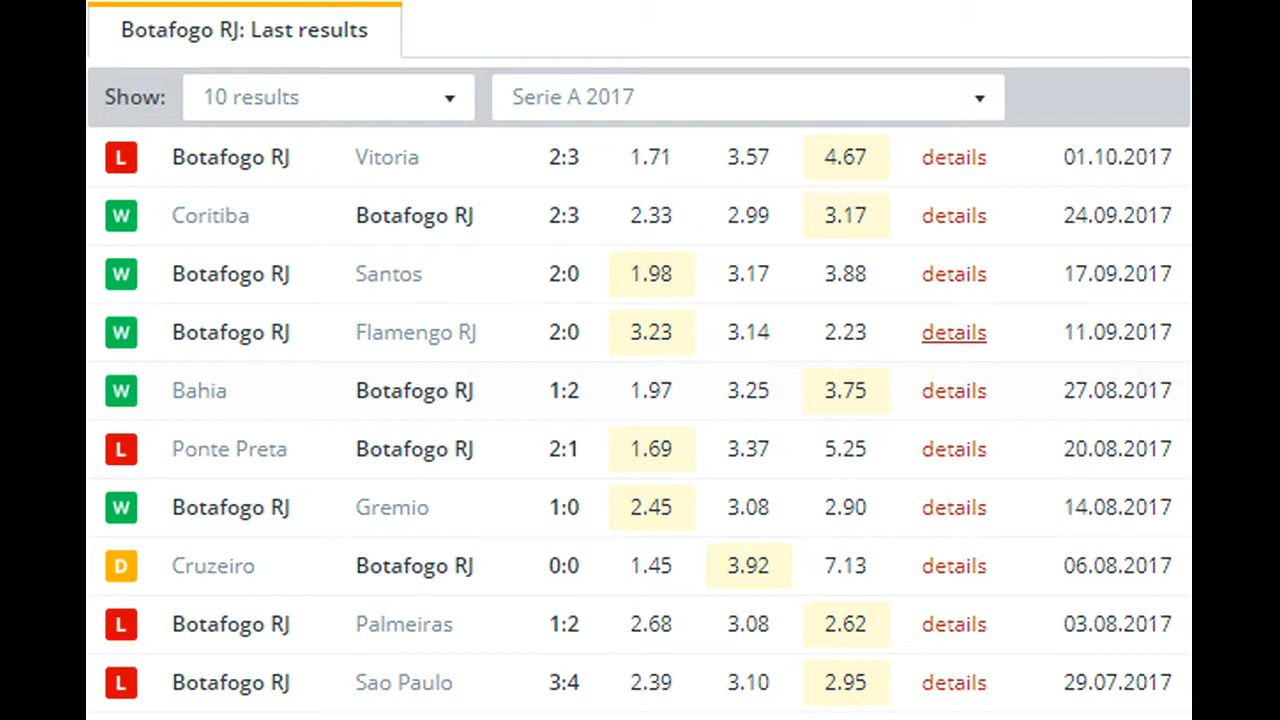 Botafogo RJ: Last results
Show: 10 results Serie A 2017
L Botafogo RJ Vitoria 2:3 1.71 3.57 4.67 details 01.10.2017
W Coritiba Botafogo RJ 2:3 2.33 2.99 3.17 details 24.09.2017
W Botafogo RJ Santos 2:0 1.98 3.17 3.88 details 17.09.2017
W Botafogo RJ Flamengo RJ 2:0 3.23 3.14 2.23 details 11.09.2017
W Bahia Botafogo RJ 1:2 1.97 3.25 3.75 details 27.08.2017
L Ponte Preta Botafogo RJ 2:1 1.69 3.37 5.25 details 20.08.2017
W Botafogo RJ Gremio 1:0 2.45 3.08 2.90 details 14.08.2017
D Cruzeiro Botafogo RJ 0:0 1.45 3.92 7.13 details 06.08.2017
L Botafogo RJ Palmeiras 1:2 2.68 3.08 2.62 details 03.08.2017
L Botafogo RJ Sao Paulo 3:4 2.39 3.10 2.95 details 29.07.2017